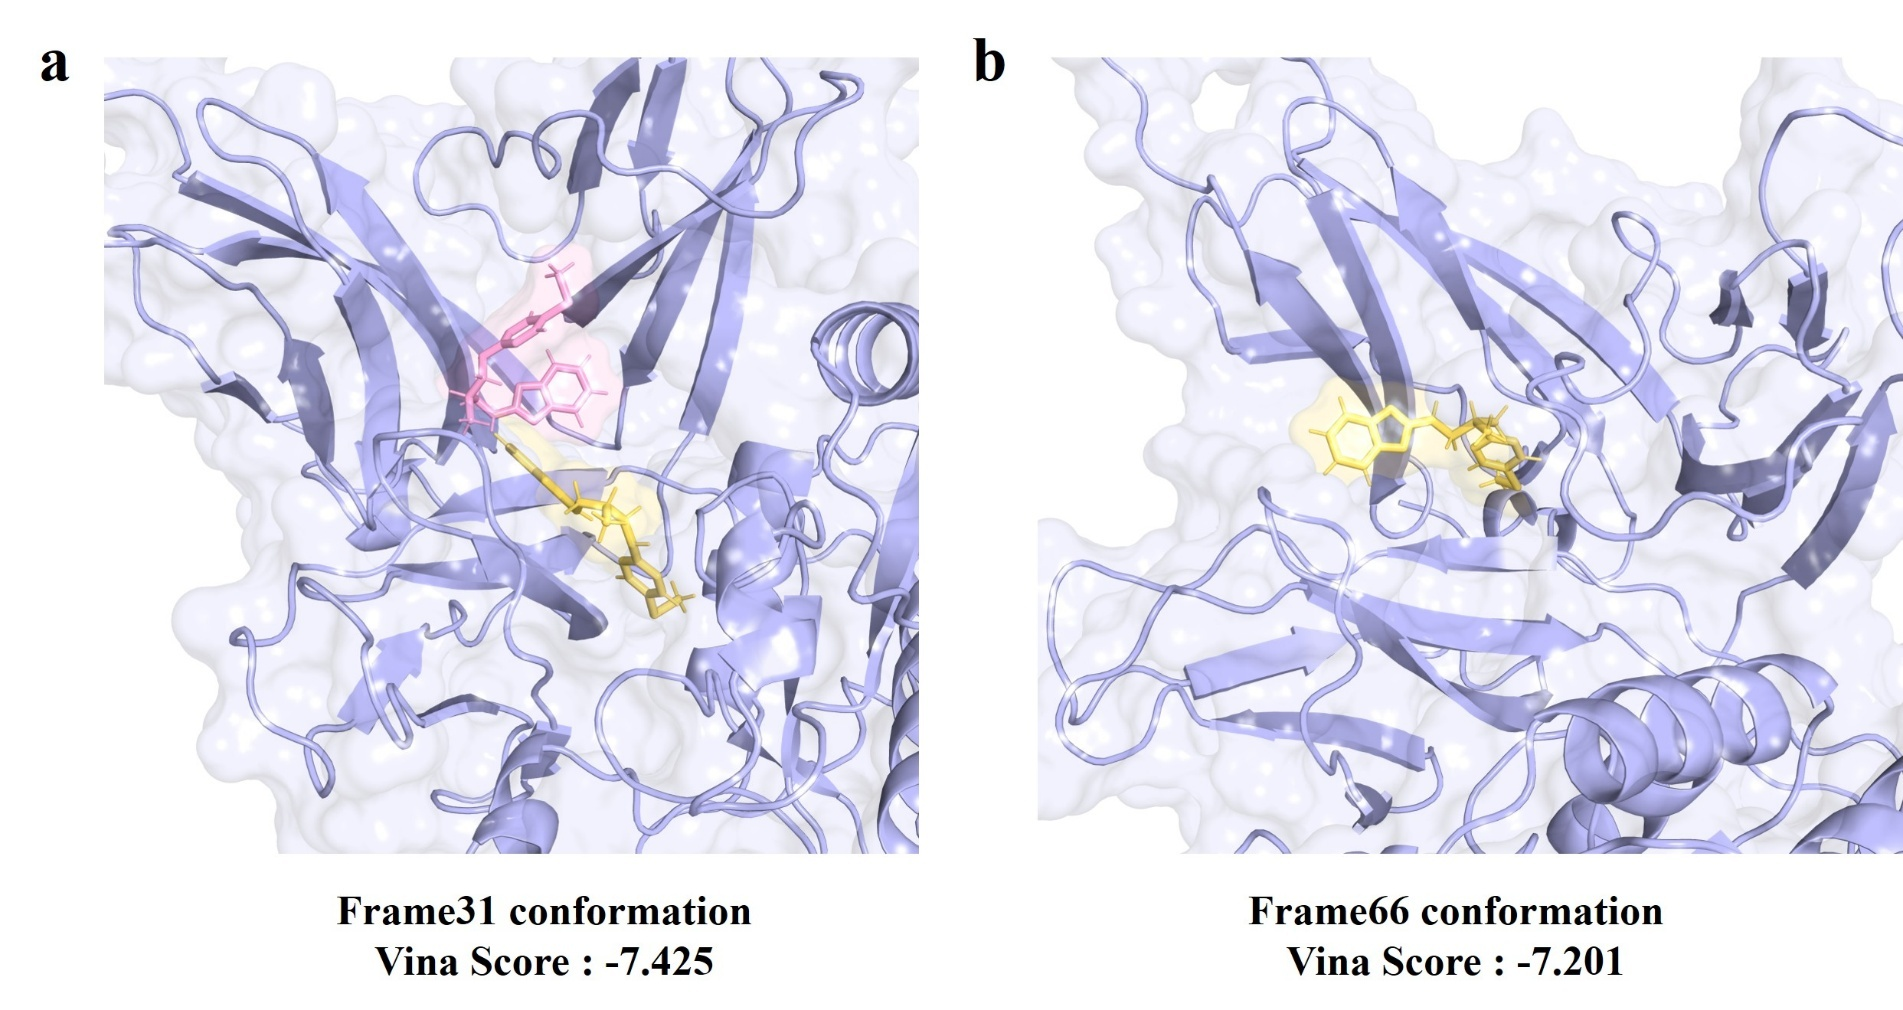 a
b
Frame31 conformation
Vina Score : -7.425
Frame66 conformation
Vina Score : -7.201